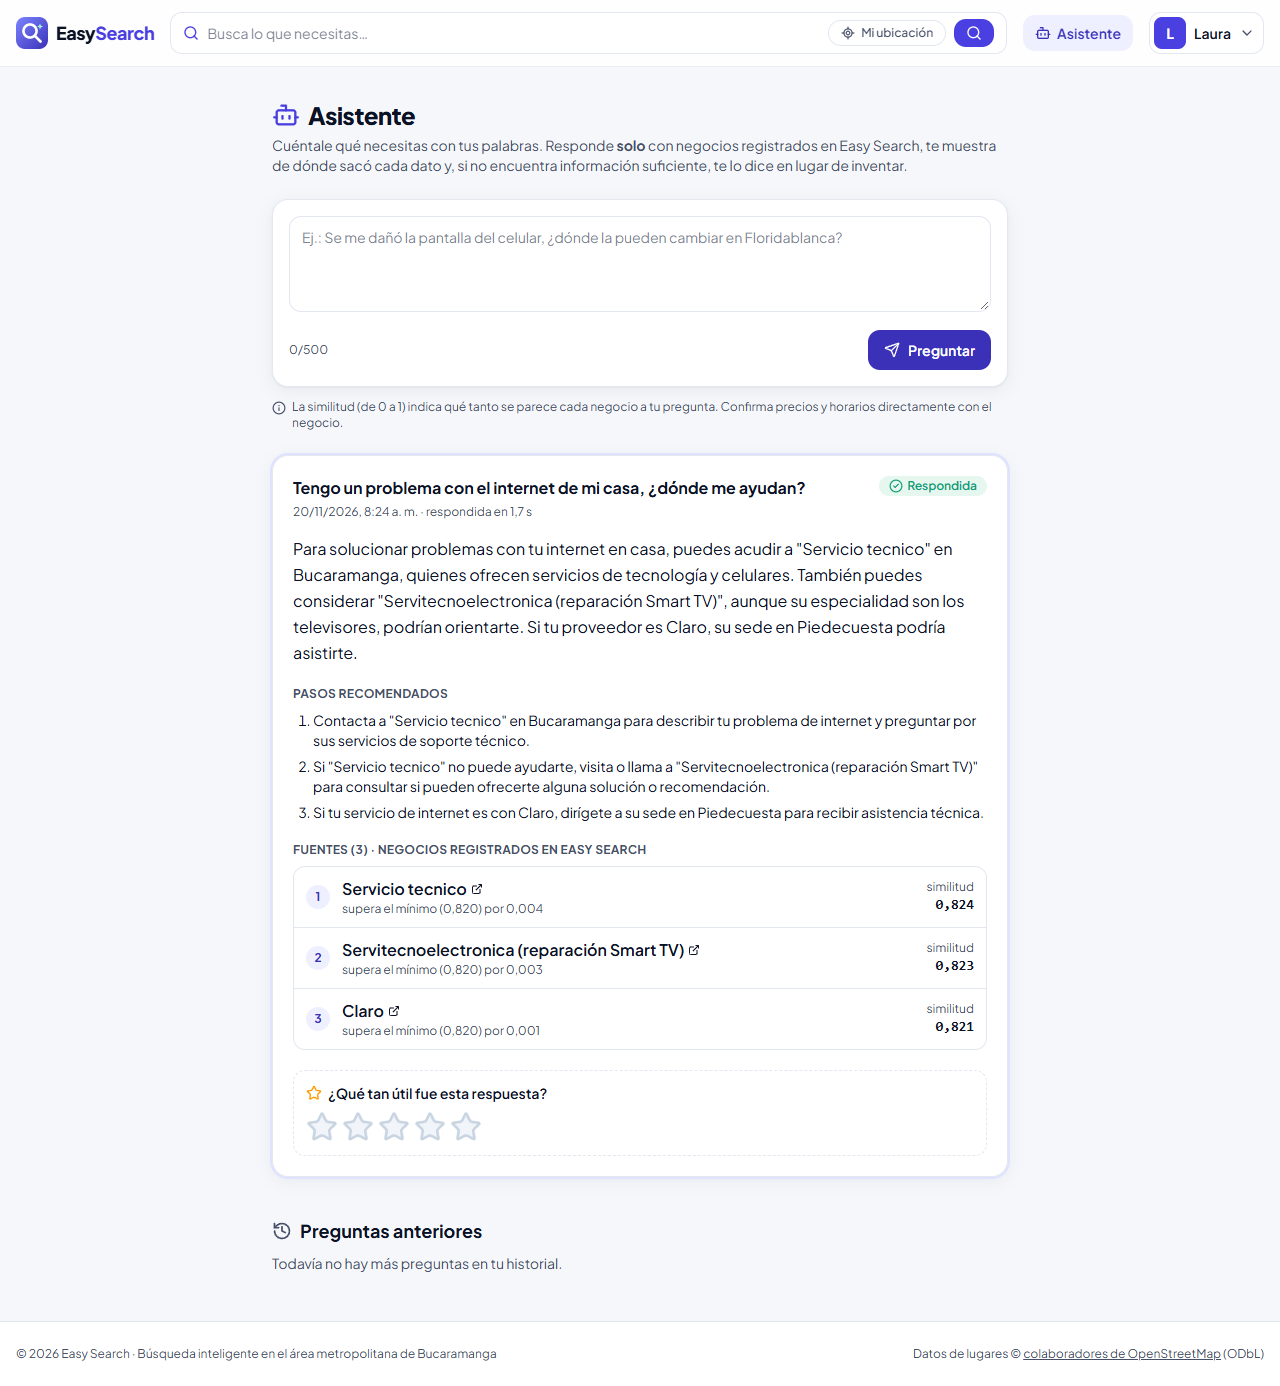 EasySearch
Busca lo que necesitas...
Mi ubicación
Asistente
L
Laura
Asistente
Cuéntale qué necesitas con tus palabras. Responde solo con negocios registrados en Easy Search, te muestra
de dónde sacó cada dato y, si no encuentra información suficiente, te lo dice en lugar de inventar.
Ej.: Se me dañó la pantalla del celular, ¿dónde la pueden cambiar en Floridablanca?
0/500
Preguntar
La similitud (de 0 a 1) indica qué tanto se parece cada negocio a tu pregunta. Confirma precios y horarios directamente con el
negocio.
Tengo un problema con el internet de mi casa, ¿dónde me ayudan?
Respondida
20/11/2026, 8:24 a. m. · respondida en 1,7 s
Para solucionar problemas con tu internet en casa, puedes acudir a "Servicio tecnico" en
Bucaramanga, quienes ofrecen servicios de tecnología y celulares. También puedes
considerar "Servitecnoelectronica (reparación Smart TV)", aunque su especialidad son los
televisores, podrían orientarte. Si tu proveedor es Claro, su sede en Piedecuesta podría
asistirte.
PASOS RECOMENDADOS
1. Contacta a "Servicio tecnico" en Bucaramanga para describir tu problema de internet y preguntar por
sus servicios de soporte técnico.
2. Si "Servicio tecnico" no puede ayudarte, visita o llama a "Servitecnoelectronica (reparación Smart TV)"
para consultar si pueden ofrecerte alguna solución o recomendación.
3. Si tu servicio de internet es con Claro, dirígete a su sede en Piedecuesta para recibir asistencia técnica.
FUENTES (3) · NEGOCIOS REGISTRADOS EN EASY SEARCH
1
Servicio tecnico
supera el mínimo (0,820) por 0,004
similitud
0,824
2
Servitecnoelectronica (reparación Smart TV)
supera el mínimo (0,820) por 0,003
similitud
0,823
3
Claro
supera el mínimo (0,820) por 0,001
similitud
0,821
¿Qué tan útil fue esta respuesta?
Preguntas anteriores
Todavía no hay más preguntas en tu historial.
© 2026 Easy Search · Búsqueda inteligente en el área metropolitana de Bucaramanga
Datos de lugares © colaboradores de OpenStreetMap (ODbL)